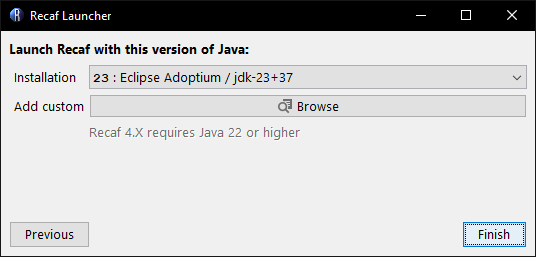 Recaf Launcher
Launch Recaf with this version of Java:
Installation 23 : Eclipse Adoptium / jdk-23+37
Add custom Browse
Recaf 4.X requires Java 22 or higher
Previous Finish